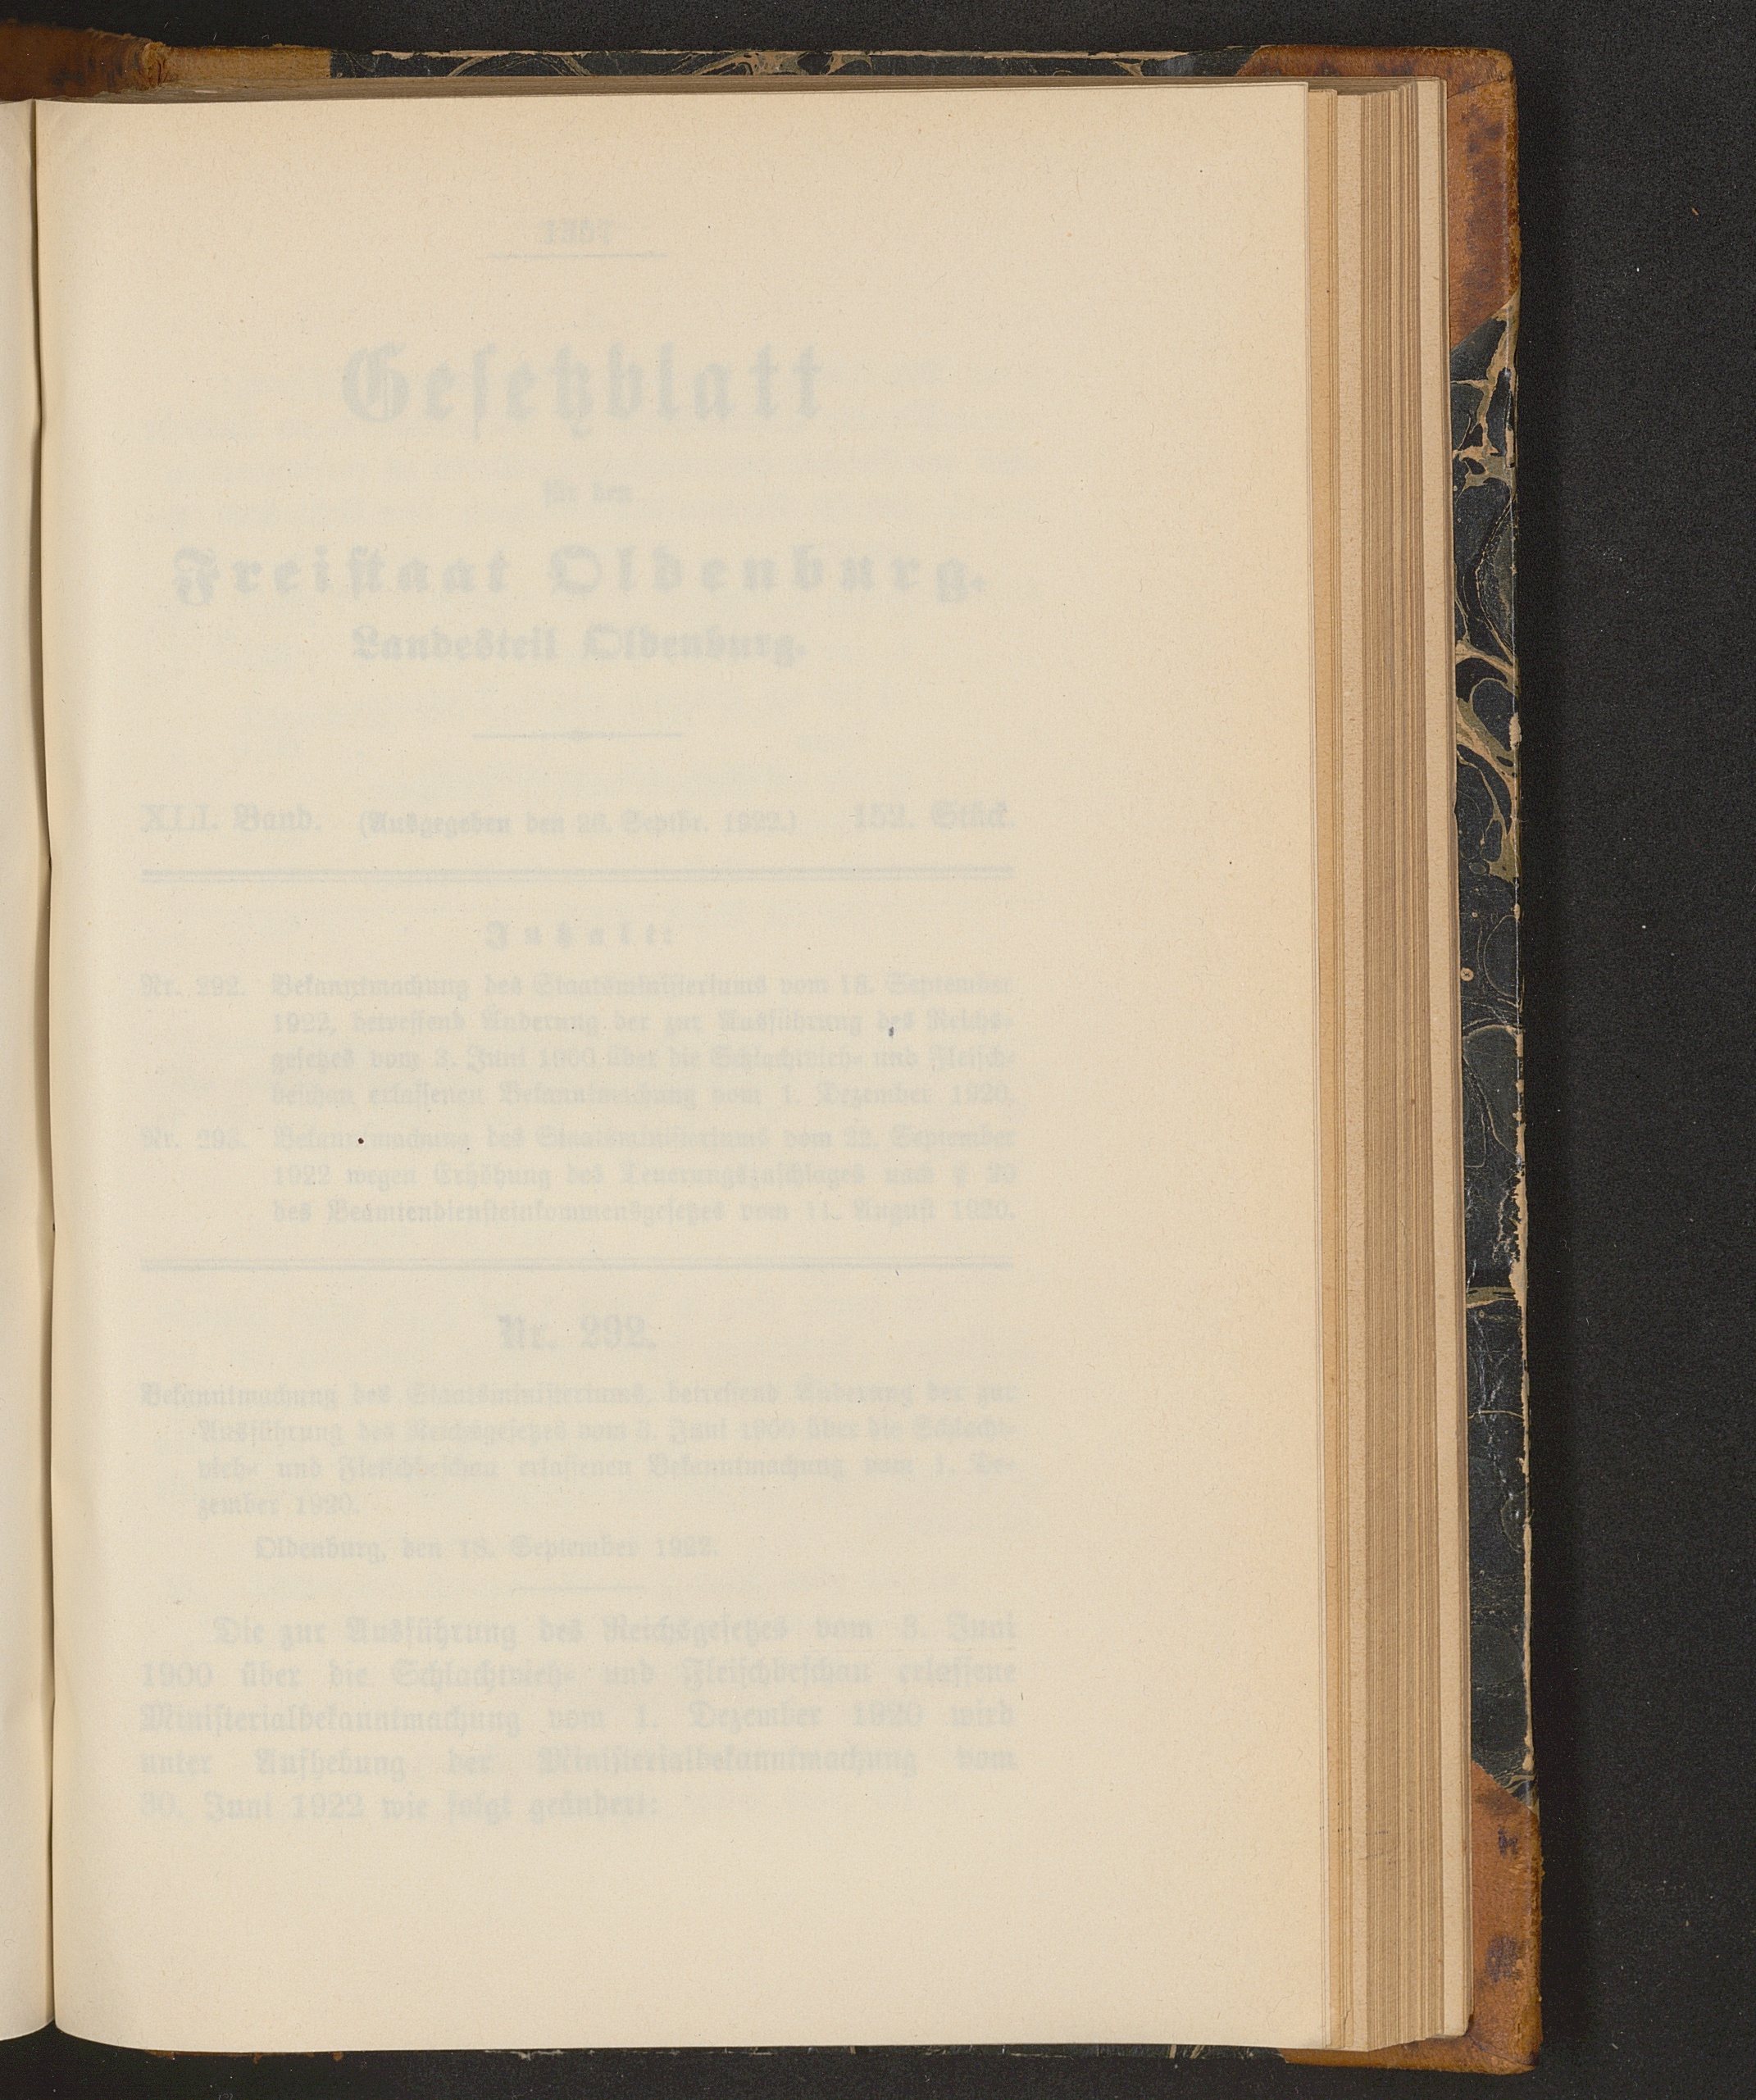 1357
Gesetzblatt
für den
Freistaat Oldenburg.
Landesteil Oldenburg.
XLI. Band. (Ausgegeben den 26. Septbr. 1922.) 152. Stück.
Inhalt:
Nr. 292. Bekanntmachung des Staatsministeriums vom 18. September
1922, betreffend Änderung der zur Ausführung des Reichs-
gesetzes vom 3. Juni 1900 über die Schlachtvieh- und Fleisch-
beschau erlassenen Bekanntmachung vom 1. Dezember 1920.
Nr. 293. Bekanntmachung des Staatsministeriums vom 22. September
1922 wegen Erhöhung des Teuerungszuschlages nach § 20
des Beamtendiensteinkommensgesetzes vom 11. August 1920.
Nr. 292.
Bekanntmachung des Staatsministeriums, betreffend Änderung der zur
Ausführung des Reichsgesetzes vom 3. Juni 1900 über die Schlacht-
vieh- und Fleischbeschau erlassenen Bekanntmachung vom 1. De-
zember 1920.
Oldenburg, den 18. September 1922.
Die zur Ausführung des Reichsgesetzes vom 3. Juni
1900 über die Schlachtvieh- und Fleischbeschau erlassene
Ministerialbekanntmachung vom 1. Dezember 1920 wird
unter Aufhebung der Ministerialbekanntmachung vom
30. Juni 1922 wie folgt geändert: